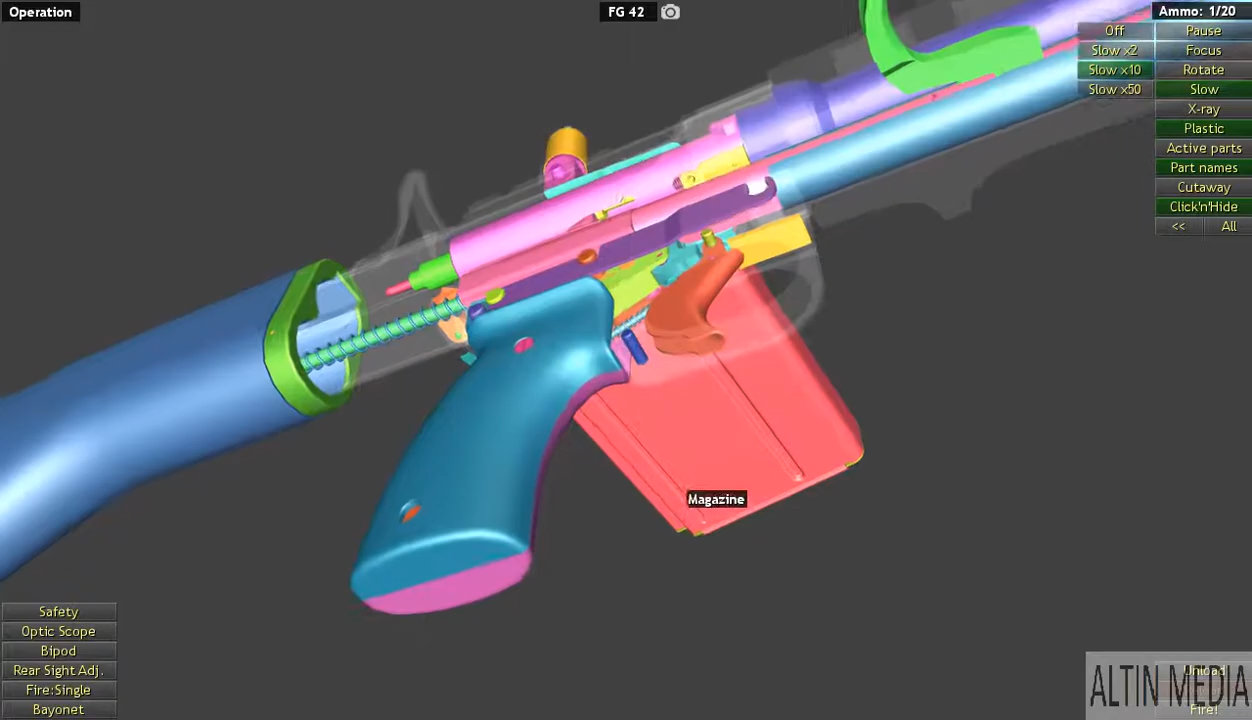 Operation
FG 42
Ammo: 1/20
Off
Pause
Slow x2
Focus
Slow x10
Rotate
Slow x50
Slow
X-ray
Plastic
Active parts
Part names
Cutaway
Click'n'Hide
<<
All
Magazine
Safety
Optic Scope
Bipod
Rear Sight Adj.
Fire:Single
Bayonet
Unload
ALTIN MEDIA
Fire!